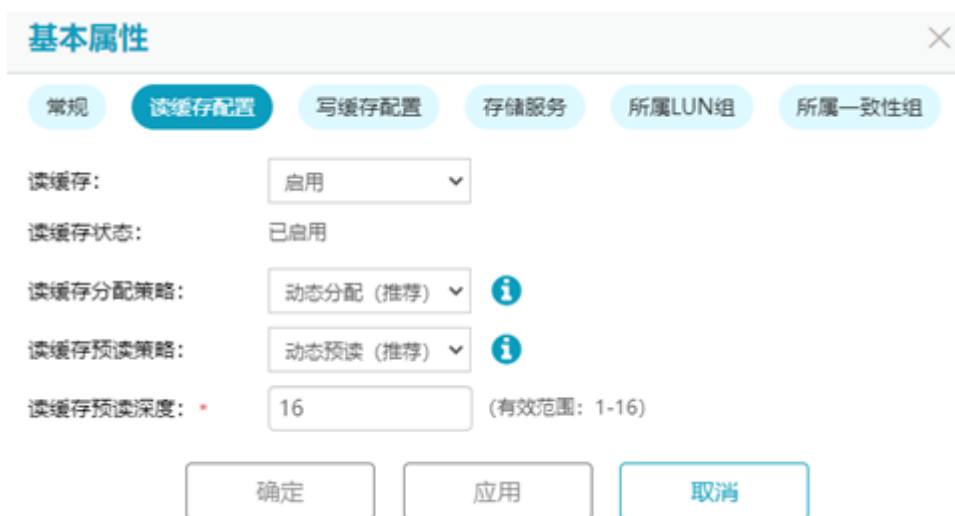 基本属性
常规 读缓存配置 写缓存配置 存储服务 所属LUN组 所属一致性组
读缓存: 启用
读缓存状态: 已启用
读缓存分配策略: 动态分配 (推荐)
读缓存预读策略: 动态预读 (推荐)
读缓存预读深度: * 16 (有效范围: 1-16)
确定 应用 取消